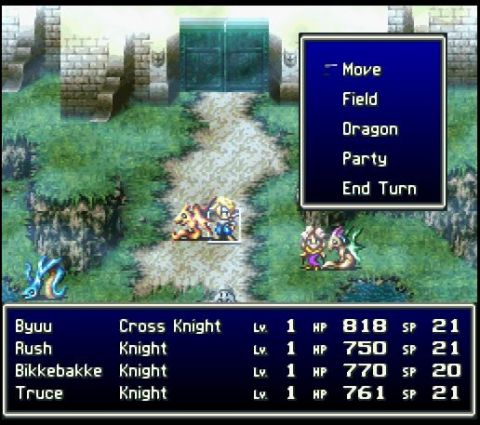 Move
Field
Dragon
Party
End Turn
Byuu Cross Knight Lv. 1 HP 818 SP 21
Rush Knight Lv. 1 HP 750 SP 21
Bikkebakke Knight Lv. 1 HP 770 SP 20
Truce Knight Lv. 1 HP 761 SP 21